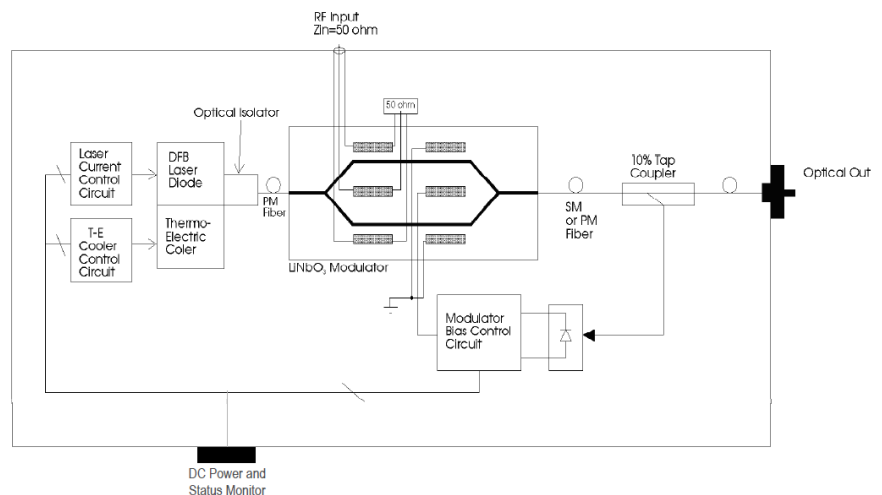 RF Input
Zin=50 ohm
Optical Isolator
50 ohm
Laser
Current
Control
Circuit
DFB
Laser
Diode
10% Tap
Coupler
Optical Out
PM
Fiber
SM
or PM
Fiber
T-E
Cooler
Control
Circuit
Thermo-
Electric
Coler
LiNbO3 Modulator
Modulator
Bias Control
Circuit
DC Power and
Status Monitor